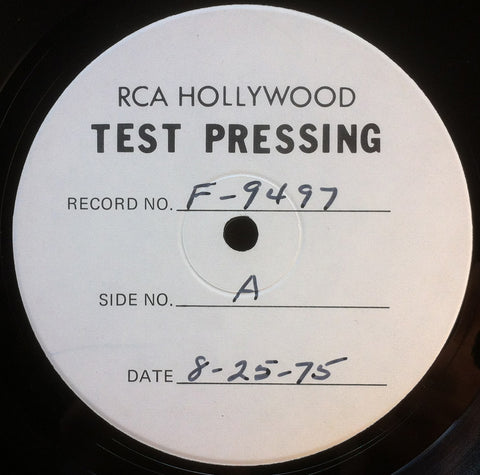 RCA HOLLYWOOD
TEST PRESSING
RECORD NO. F-9497
SIDE NO. A
DATE 8-25-75